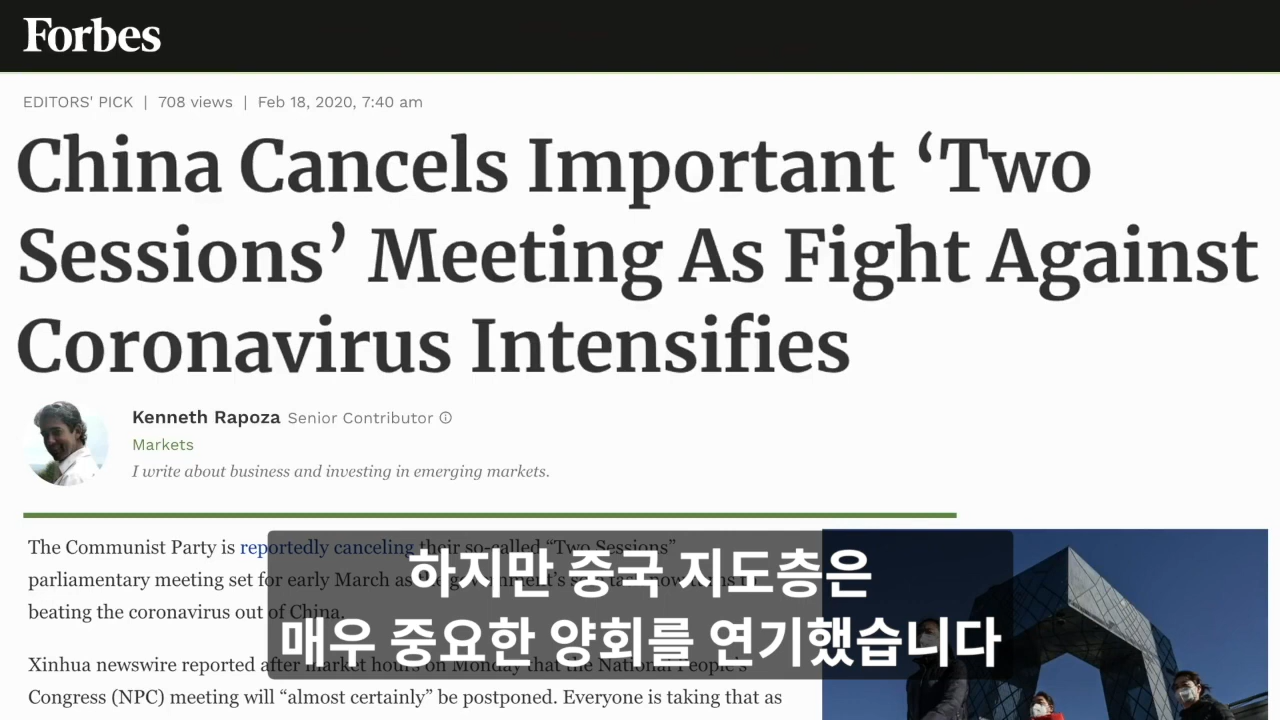 Forbes
EDITORS' PICK | 708 views | Feb 18, 2020, 7:40 am
China Cancels Important ‘Two
Sessions’ Meeting As Fight Against
Coronavirus Intensifies
Kenneth Rapoza Senior Contributor
Markets
I write about business and investing in emerging markets.
The Communist Party is reportedly canceling their so-called “Two Sessions”
parliamentary meeting set for early March as the government's
beating the coronavirus out of China.
하지만 중국 지도층은
매우 중요한 양회를 연기했습니다
Xinhua newswire reported after market hours on Monday that the National People's
Congress (NPC) meeting will “almost certainly” be postponed. Everyone is taking that as